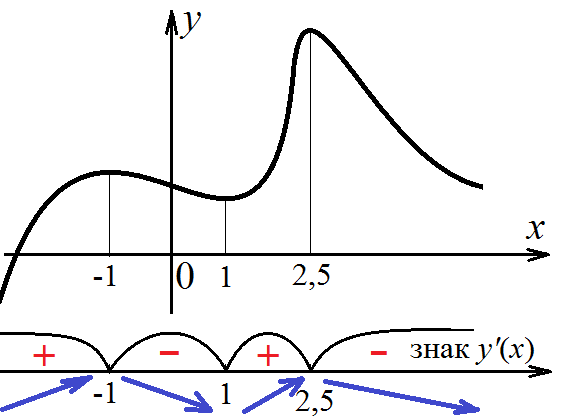 y
x
-1 0 1 2,5
+ - + - знак y'(x)
-1 1 2,5